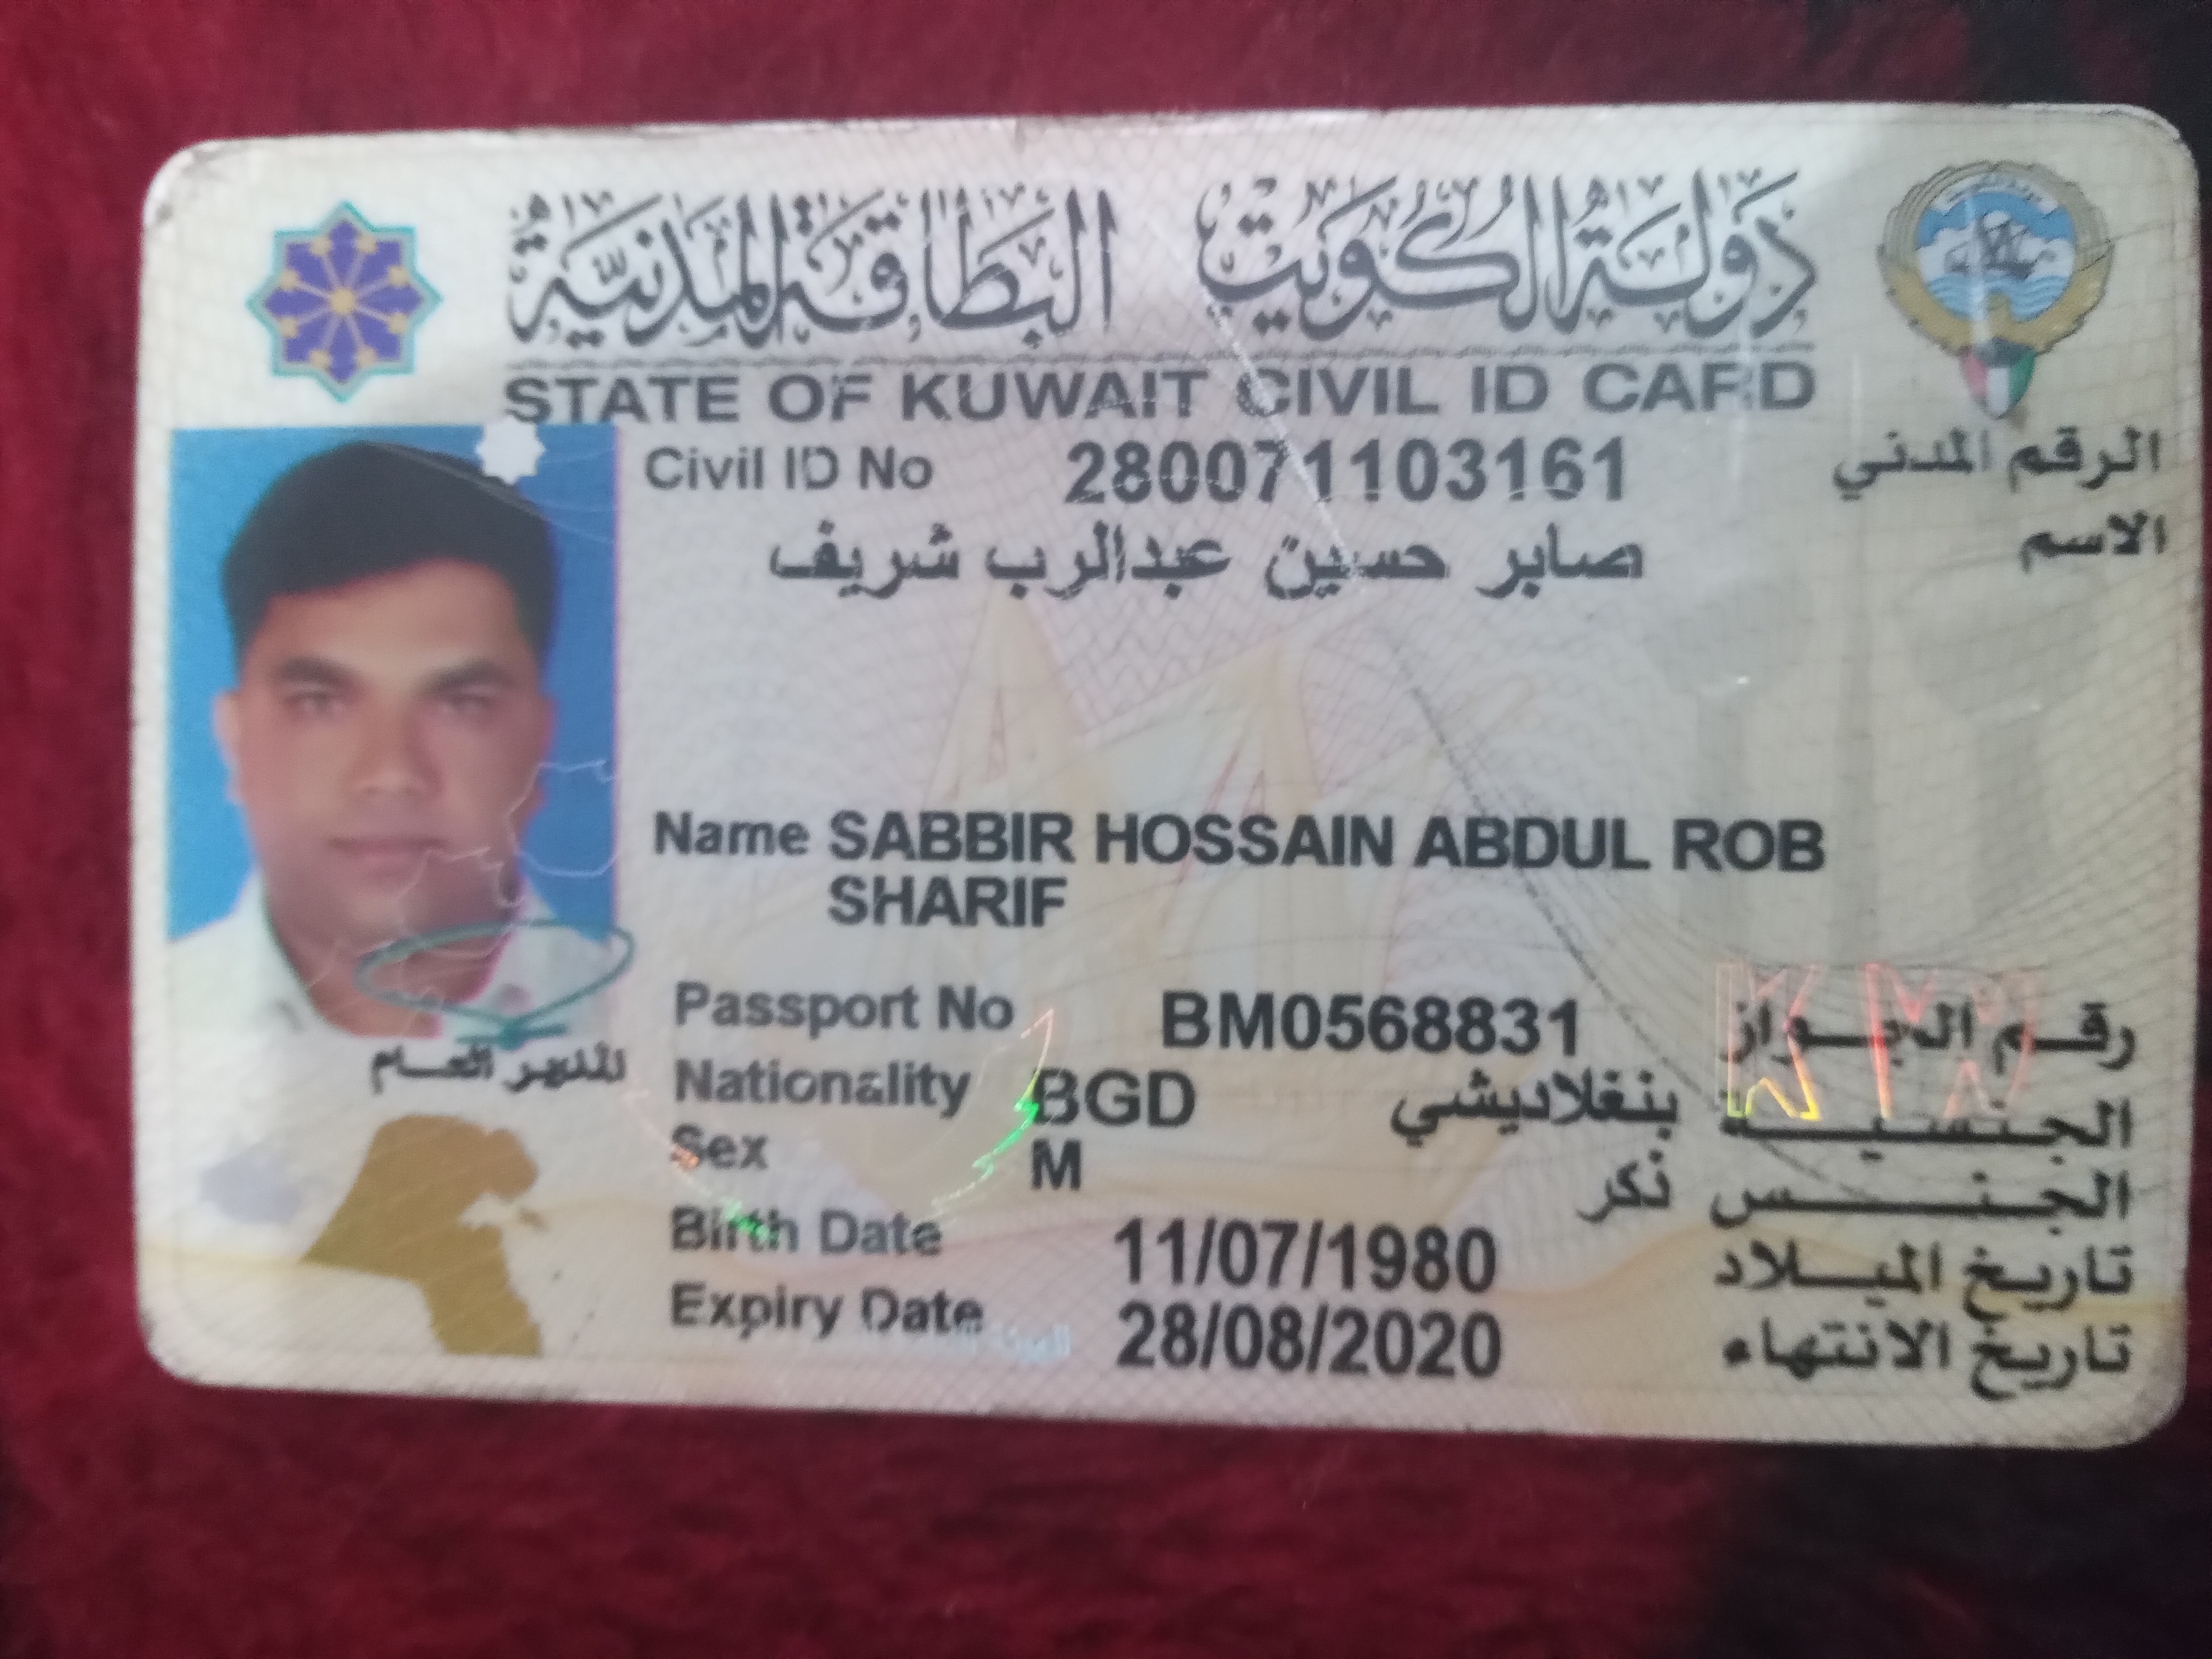 البطاقة المدنية دولة الكويت
STATE OF KUWAIT CIVIL ID CARD
Civil ID No 280071103161 الرقم المدني
صابر حسين عبدالرب شريف الاسم
Name SABBIR HOSSAIN ABDUL ROB
SHARIF
Passport No BM0568831 رقم الجواز
Nationality BGD بنغلاديشي الجنسية
Sex M ذكر الجنس
Birth Date 11/07/1980 تاريخ الميلاد
Expiry Date 28/08/2020 تاريخ الانتهاء
المدير العام